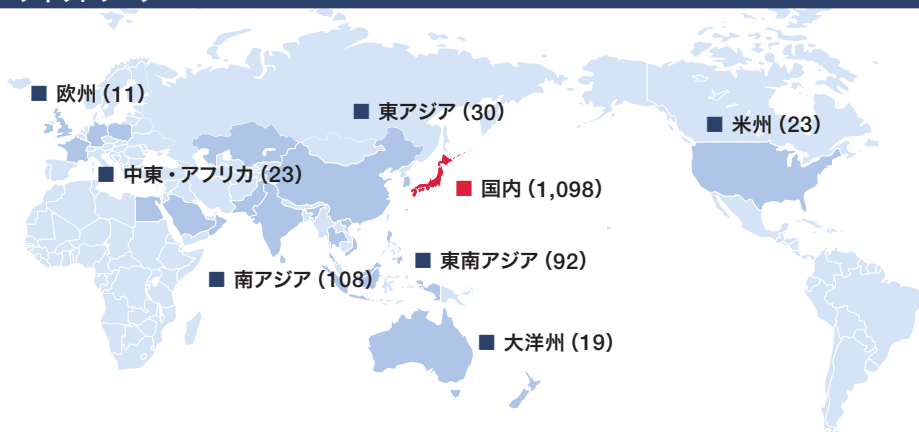 ■ 欧州（11）
■ 東アジア（30）
■ 米州（23）
■ 中東・アフリカ（23）
■ 国内（1,098）
■ 南アジア（108）
■ 東南アジア（92）
■ 大洋州（19）